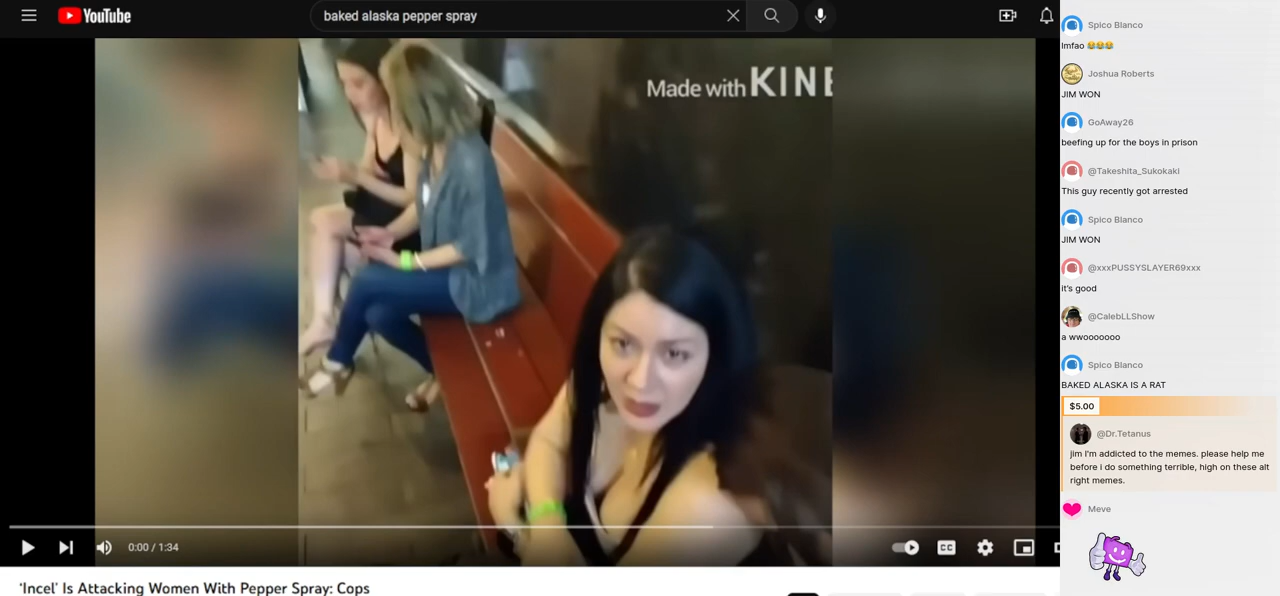 YouTube
baked alaska pepper spray
Made with KINE
0:00 / 1:34
CC
'Incel' Is Attacking Women With Pepper Spray: Cops
Spico Blanco
lmfao 😂😂😂
Joshua Roberts
JIM WON
GoAway26
beefing up for the boys in prison
@Takeshita_Sukokaki
This guy recently got arrested
Spico Blanco
JIM WON
@xxxPUSSYSLAYER69xxx
it's good
@CalebLLShow
a wwooooooo
Spico Blanco
BAKED ALASKA IS A RAT
$5.00
@Dr.Tetanus
jim I'm addicted to the memes. please help me
before i do something terrible, high on these alt
right memes.
Meve